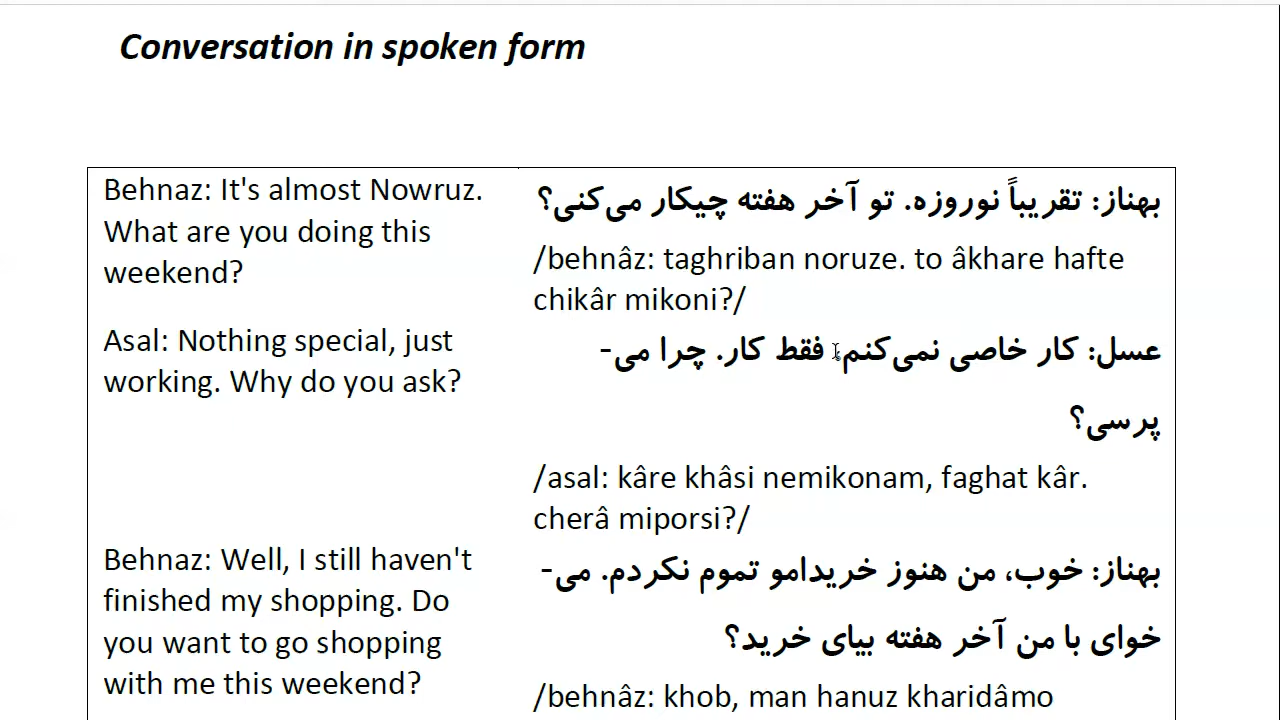 Conversation in spoken form
Behnaz: It's almost Nowruz.
What are you doing this
weekend?
بهناز: تقریباً نوروزه. تو آخر هفته چیکار می‌کنی؟
/behnâz: taghriban noruze. to âkhare hafte
chikâr mikoni?/
Asal: Nothing special, just
working. Why do you ask?
عسل: کار خاصی نمی‌کنم، فقط کار. چرا می-
پرسی؟
/asal: kâre khâsi nemikonam, faghat kâr.
cherâ miporsi?/
Behnaz: Well, I still haven't
finished my shopping. Do
you want to go shopping
with me this weekend?
بهناز: خوب، من هنوز خریدامو تموم نکردم. می-
خوای با من آخر هفته بیای خرید؟
/behnâz: khob, man hanuz kharidâmo